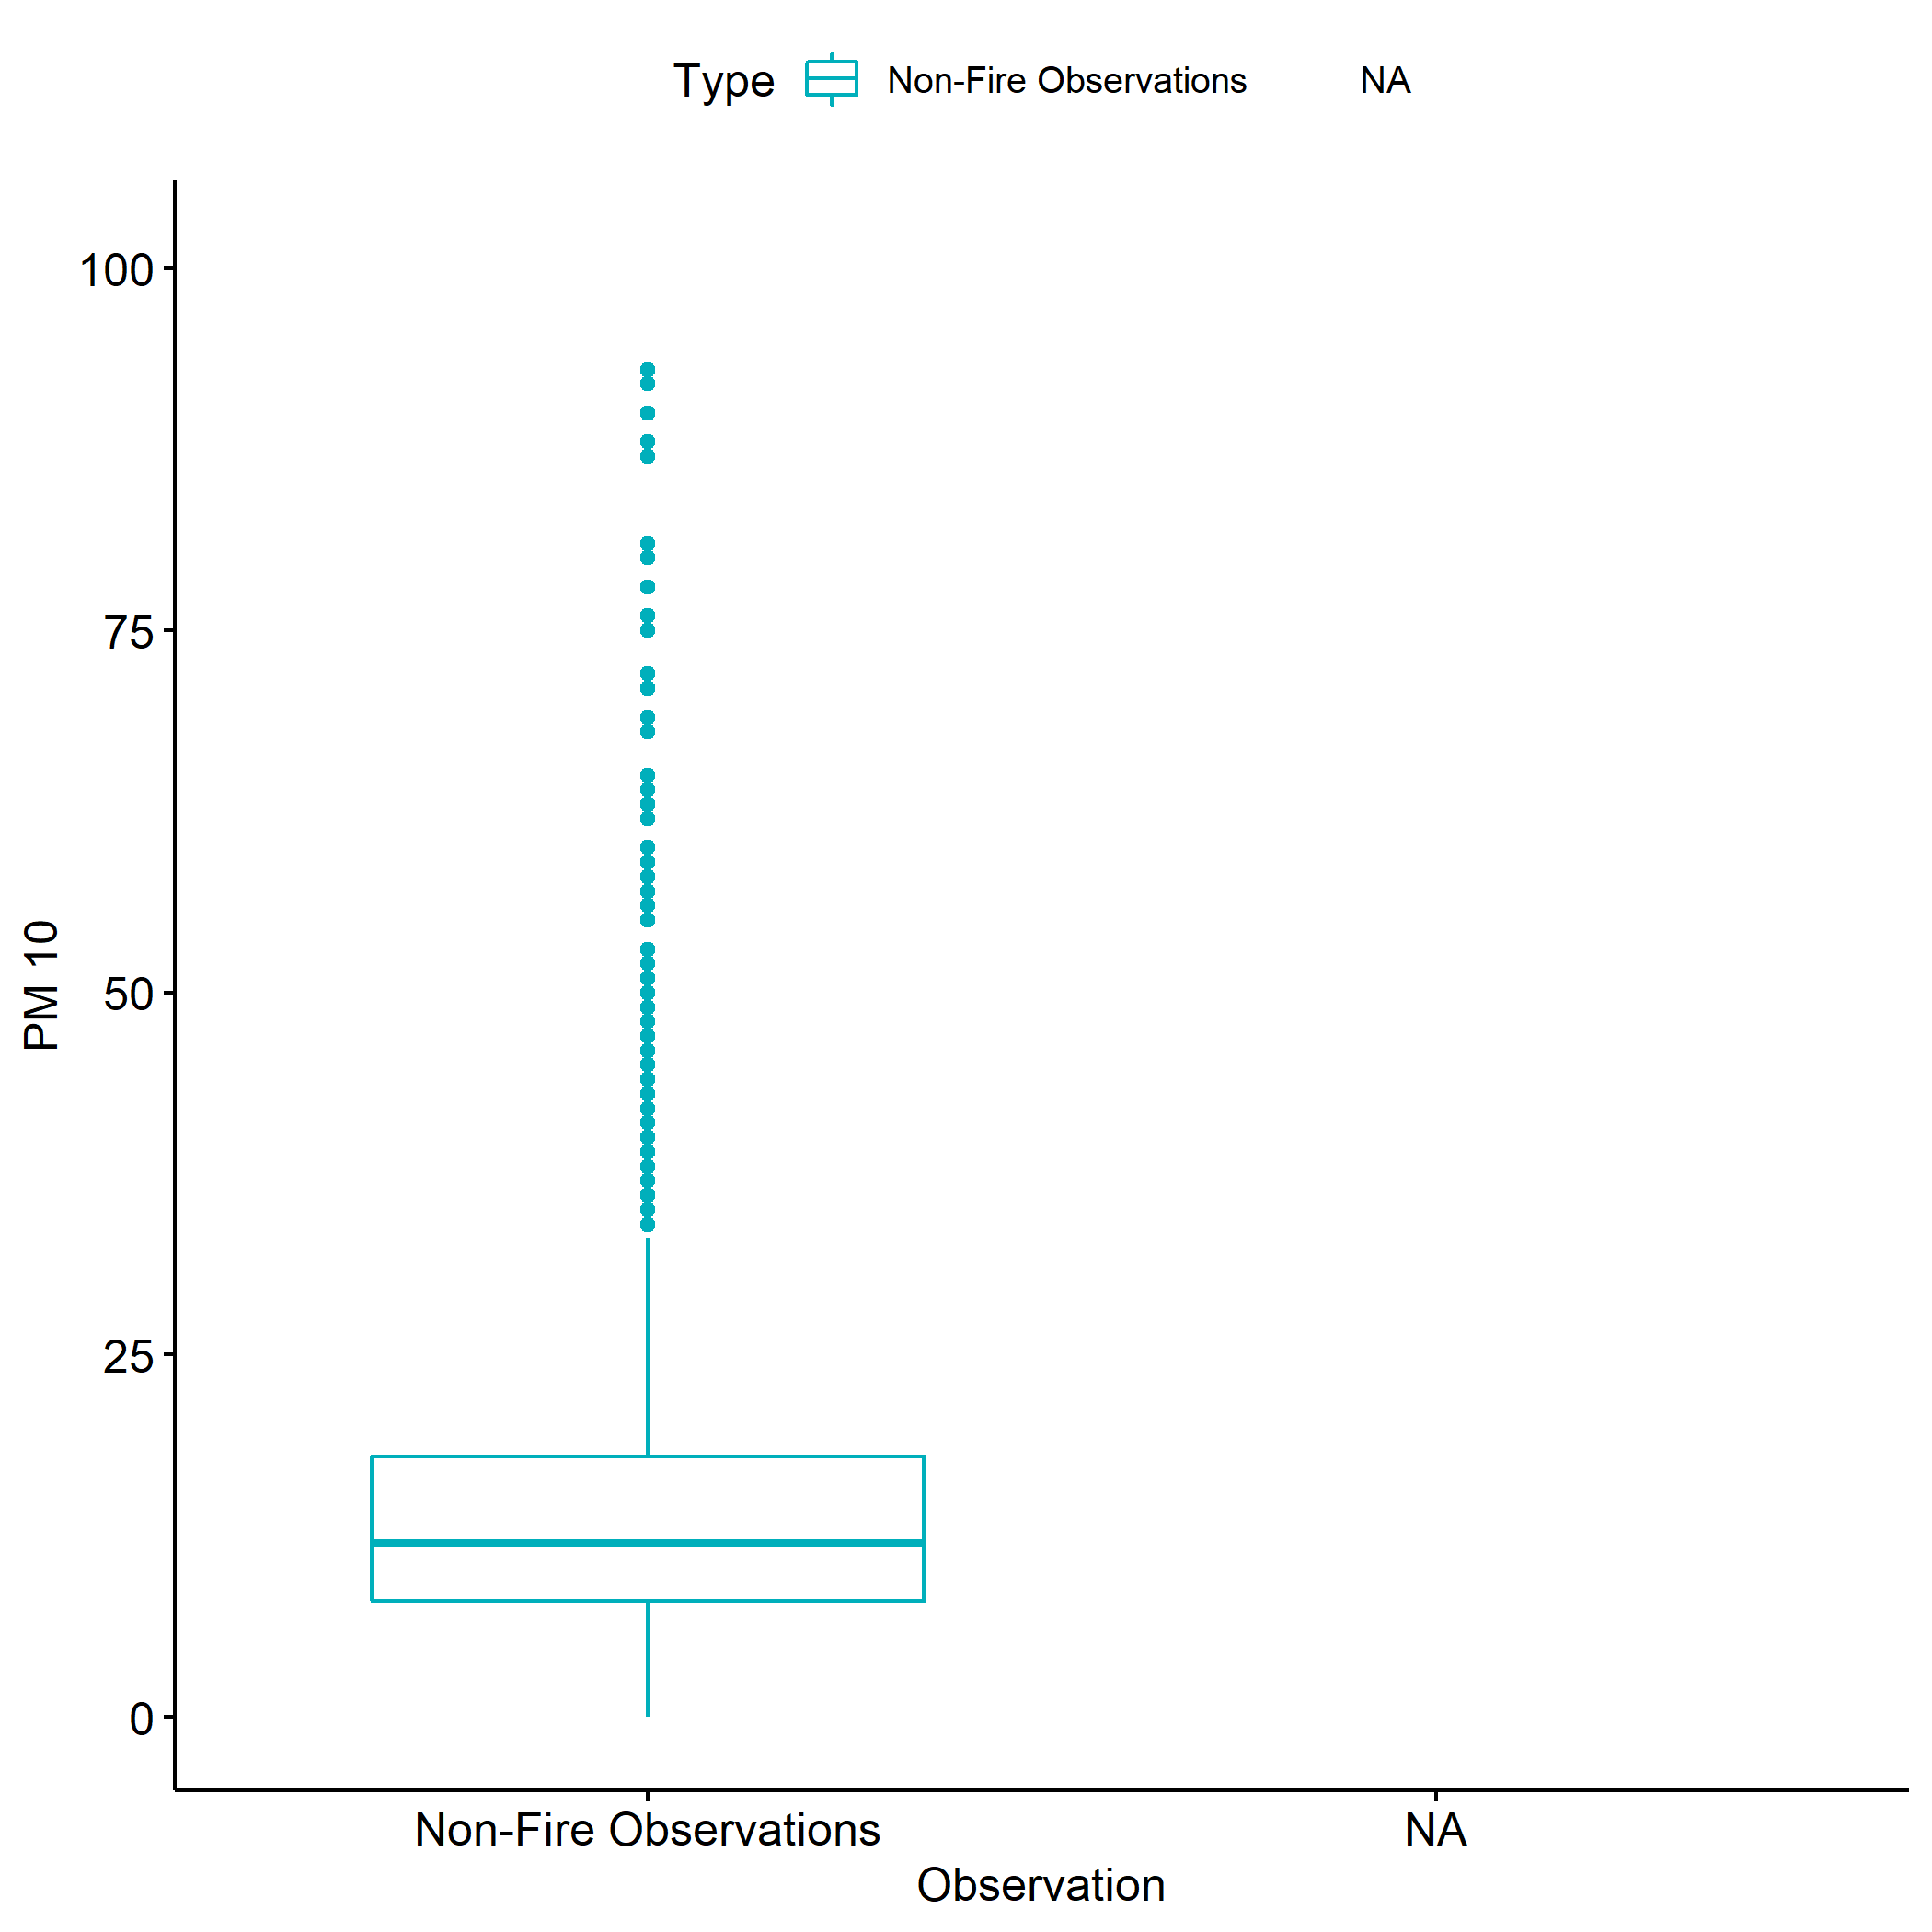 Type Non-Fire Observations NA
100
75
50
25
0
PM 10
Non-Fire Observations NA
Observation